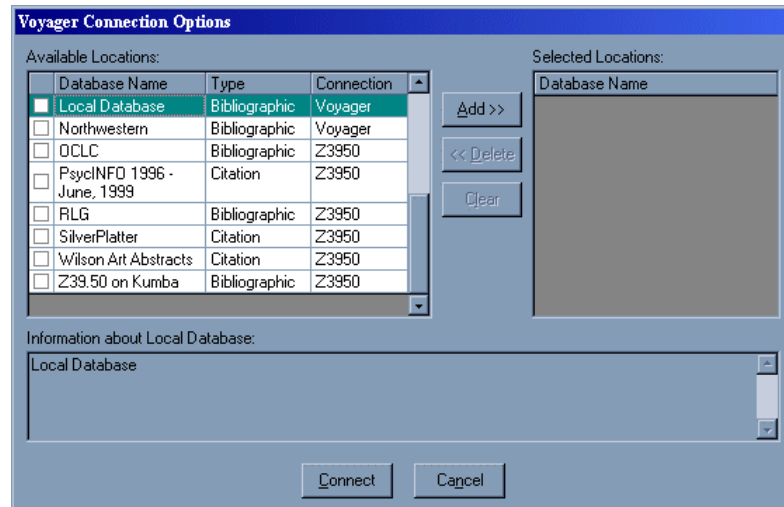 Voyager Connection Options
Available Locations:
Selected Locations:
Database Name Type Connection
Database Name
Local Database Bibliographic Voyager
Northwestern Bibliographic Voyager
OCLC Bibliographic Z3950
PsycINFO 1996 - Citation Z3950
June, 1999
RLG Bibliographic Z3950
SilverPlatter Citation Z3950
Wilson Art Abstracts Citation Z3950
Z39.50 on Kumba Bibliographic Z3950
Add >>
<< Delete
Clear
Information about Local Database:
Local Database
Connect Cancel